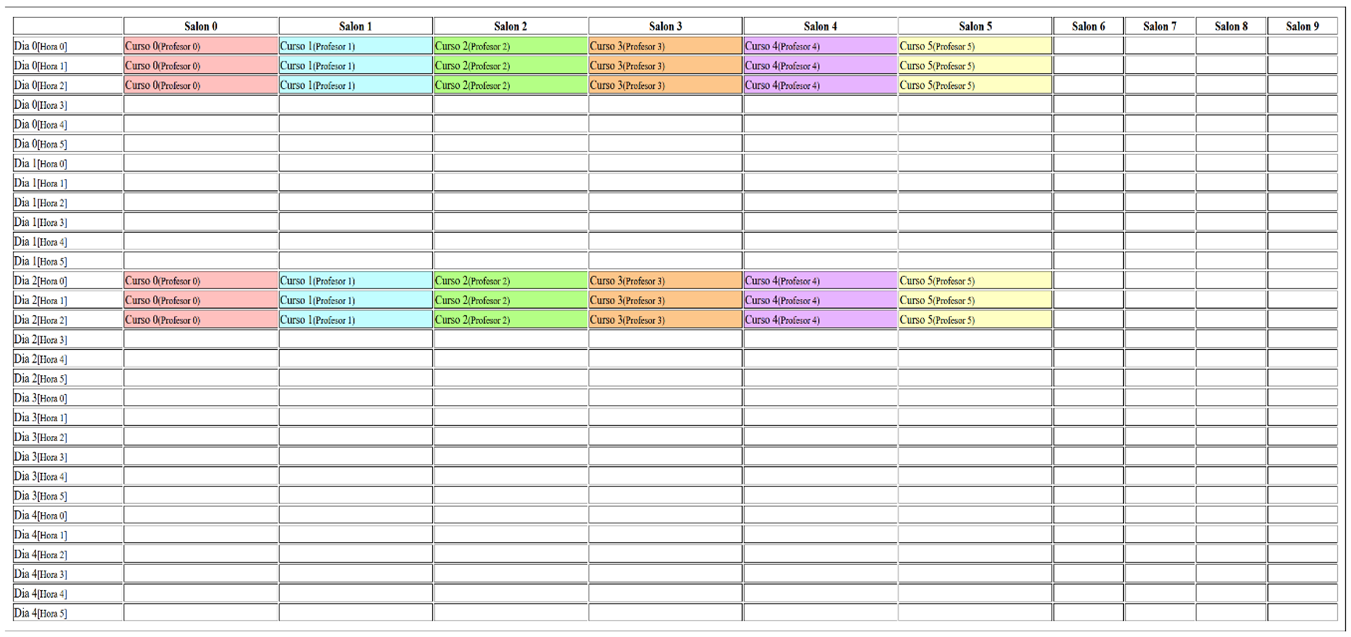 Salon 0 Salon 1 Salon 2 Salon 3 Salon 4 Salon 5 Salon 6 Salon 7 Salon 8 Salon 9
Dia 0[Hora 0] Curso 0(Profesor 0) Curso 1(Profesor 1) Curso 2(Profesor 2) Curso 3(Profesor 3) Curso 4(Profesor 4) Curso 5(Profesor 5)
Dia 0[Hora 1] Curso 0(Profesor 0) Curso 1(Profesor 1) Curso 2(Profesor 2) Curso 3(Profesor 3) Curso 4(Profesor 4) Curso 5(Profesor 5)
Dia 0[Hora 2] Curso 0(Profesor 0) Curso 1(Profesor 1) Curso 2(Profesor 2) Curso 3(Profesor 3) Curso 4(Profesor 4) Curso 5(Profesor 5)
Dia 0[Hora 3]
Dia 0[Hora 4]
Dia 0[Hora 5]
Dia 1[Hora 0]
Dia 1[Hora 1]
Dia 1[Hora 2]
Dia 1[Hora 3]
Dia 1[Hora 4]
Dia 1[Hora 5]
Dia 2[Hora 0] Curso 0(Profesor 0) Curso 1(Profesor 1) Curso 2(Profesor 2) Curso 3(Profesor 3) Curso 4(Profesor 4) Curso 5(Profesor 5)
Dia 2[Hora 1] Curso 0(Profesor 0) Curso 1(Profesor 1) Curso 2(Profesor 2) Curso 3(Profesor 3) Curso 4(Profesor 4) Curso 5(Profesor 5)
Dia 2[Hora 2] Curso 0(Profesor 0) Curso 1(Profesor 1) Curso 2(Profesor 2) Curso 3(Profesor 3) Curso 4(Profesor 4) Curso 5(Profesor 5)
Dia 2[Hora 3]
Dia 2[Hora 4]
Dia 2[Hora 5]
Dia 3[Hora 0]
Dia 3[Hora 1]
Dia 3[Hora 2]
Dia 3[Hora 3]
Dia 3[Hora 4]
Dia 3[Hora 5]
Dia 4[Hora 0]
Dia 4[Hora 1]
Dia 4[Hora 2]
Dia 4[Hora 3]
Dia 4[Hora 4]
Dia 4[Hora 5]